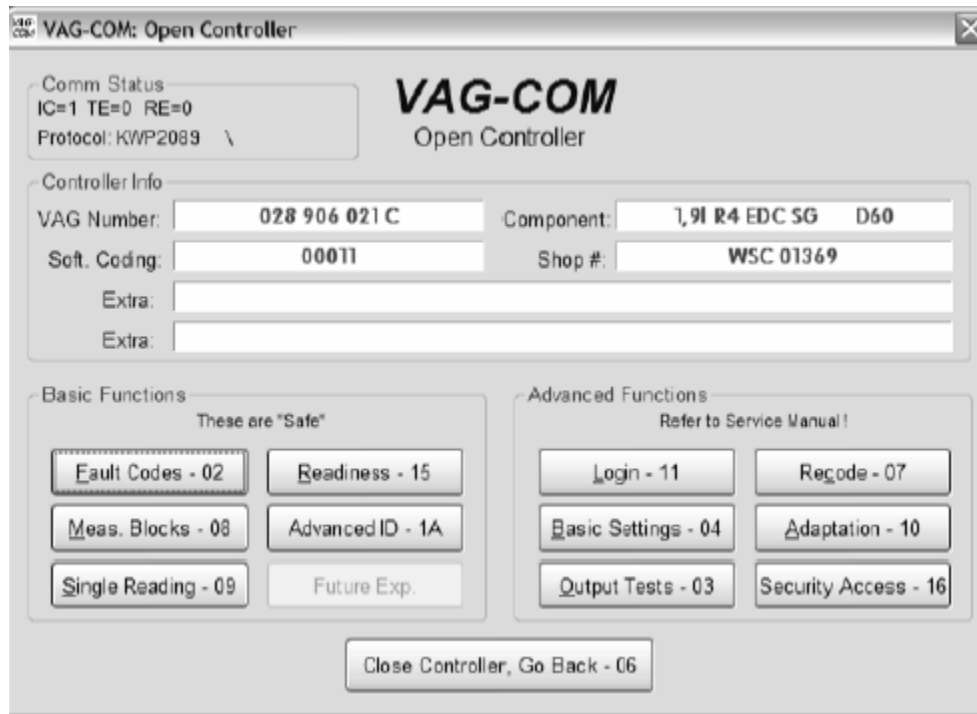 VAG-COM: Open Controller
Comm Status
IC=1 TE=0 RE=0
Protocol: KWP2089 \
VAG-COM
Open Controller
Controller Info
VAG Number: 028 906 021 C Component: 1,9l R4 EDC SG D60
Soft. Coding: 00011 Shop #: WSC 01369
Extra:
Extra:
Basic Functions
These are "Safe"
Fault Codes - 02 Readiness - 15
Meas. Blocks - 08 Advanced ID - 1A
Single Reading - 09 Future Exp.
Advanced Functions
Refer to Service Manual!
Login - 11 Recode - 07
Basic Settings - 04 Adaptation - 10
Output Tests - 03 Security Access - 16
Close Controller, Go Back - 06